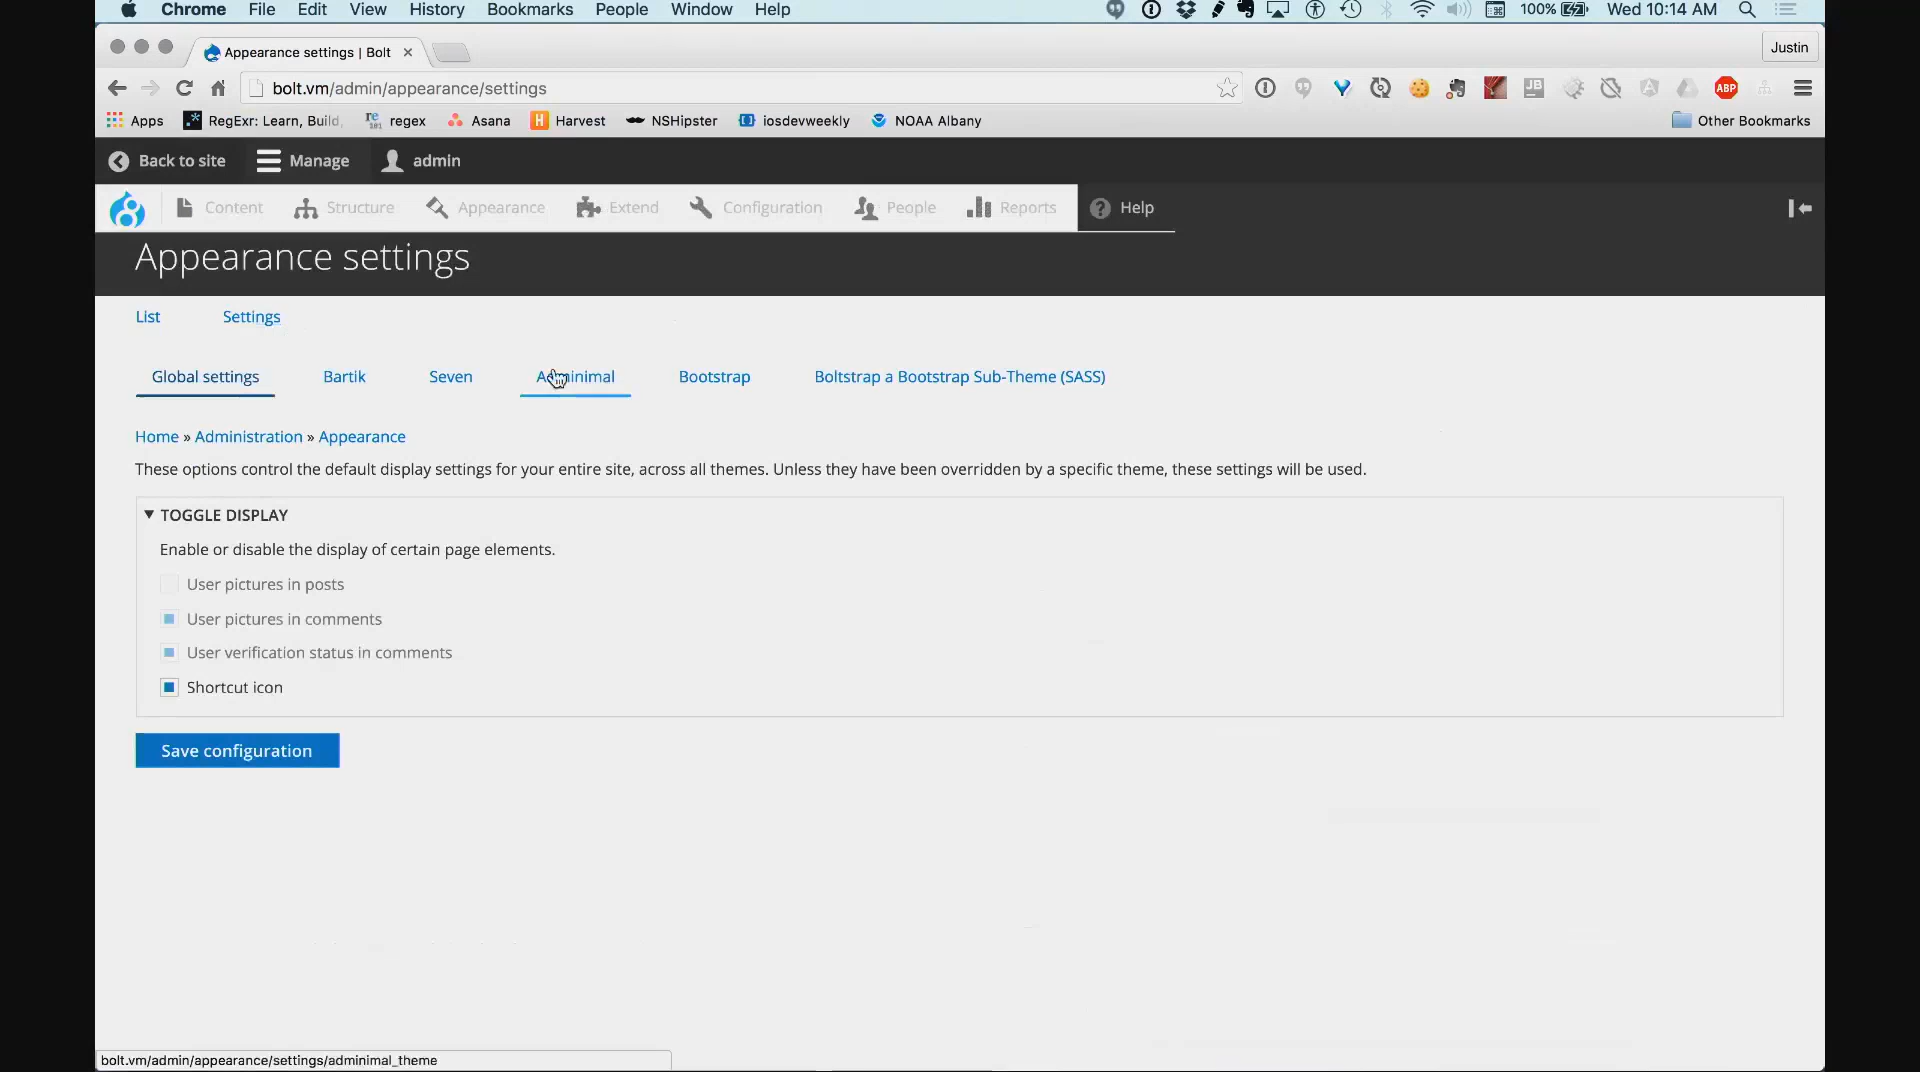 Chrome File Edit View History Bookmarks People Window Help 100% Wed 10:14 AM
Appearance settings | Bolt Justin
bolt.vm/admin/appearance/settings ABP
Apps RegExr: Learn, Build, regex Asana Harvest NSHipster iosdevweekly NOAA Albany Other Bookmarks
Back to site Manage admin
Content Structure Appearance Extend Configuration People Reports Help
Appearance settings
List Settings
Global settings Bartik Seven Adminimal Bootstrap Boltstrap a Bootstrap Sub-Theme (SASS)
Home » Administration » Appearance
These options control the default display settings for your entire site, across all themes. Unless they have been overridden by a specific theme, these settings will be used.
TOGGLE DISPLAY
Enable or disable the display of certain page elements.
User pictures in posts
User pictures in comments
User verification status in comments
Shortcut icon
Save configuration
bolt.vm/admin/appearance/settings/adminimal_theme